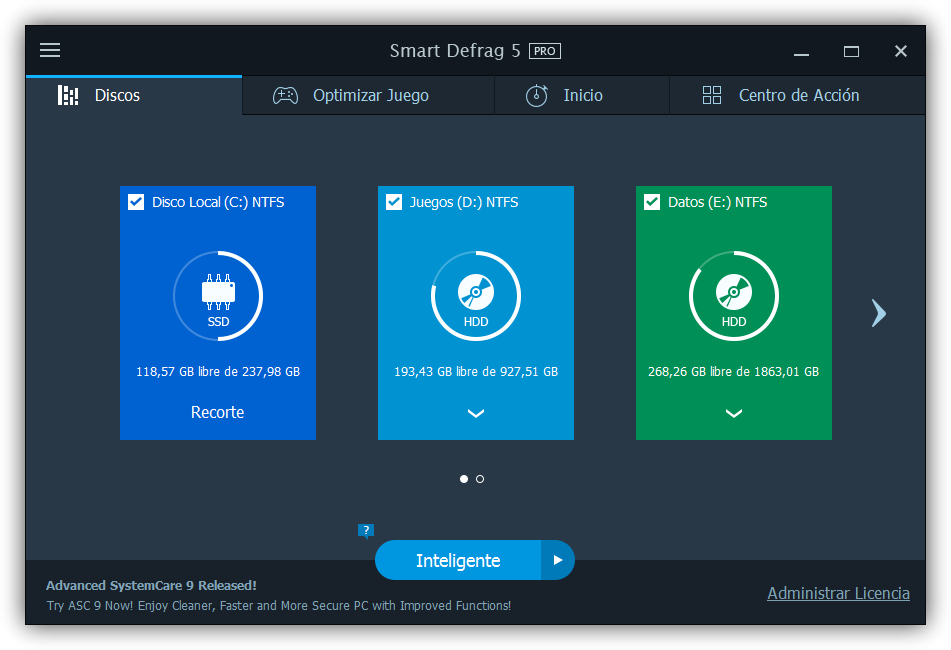 Smart Defrag 5 PRO
Discos
Optimizar Juego
Inicio
Centro de Acción
Disco Local (C:) NTFS
SSD
118,57 GB libre de 237,98 GB
Recorte
Juegos (D:) NTFS
HDD
193,43 GB libre de 927,51 GB
Datos (E:) NTFS
HDD
268,26 GB libre de 1863,01 GB
?
Inteligente
Advanced SystemCare 9 Released!
Try ASC 9 Now! Enjoy Cleaner, Faster and More Secure PC with Improved Functions!
Administrar Licencia